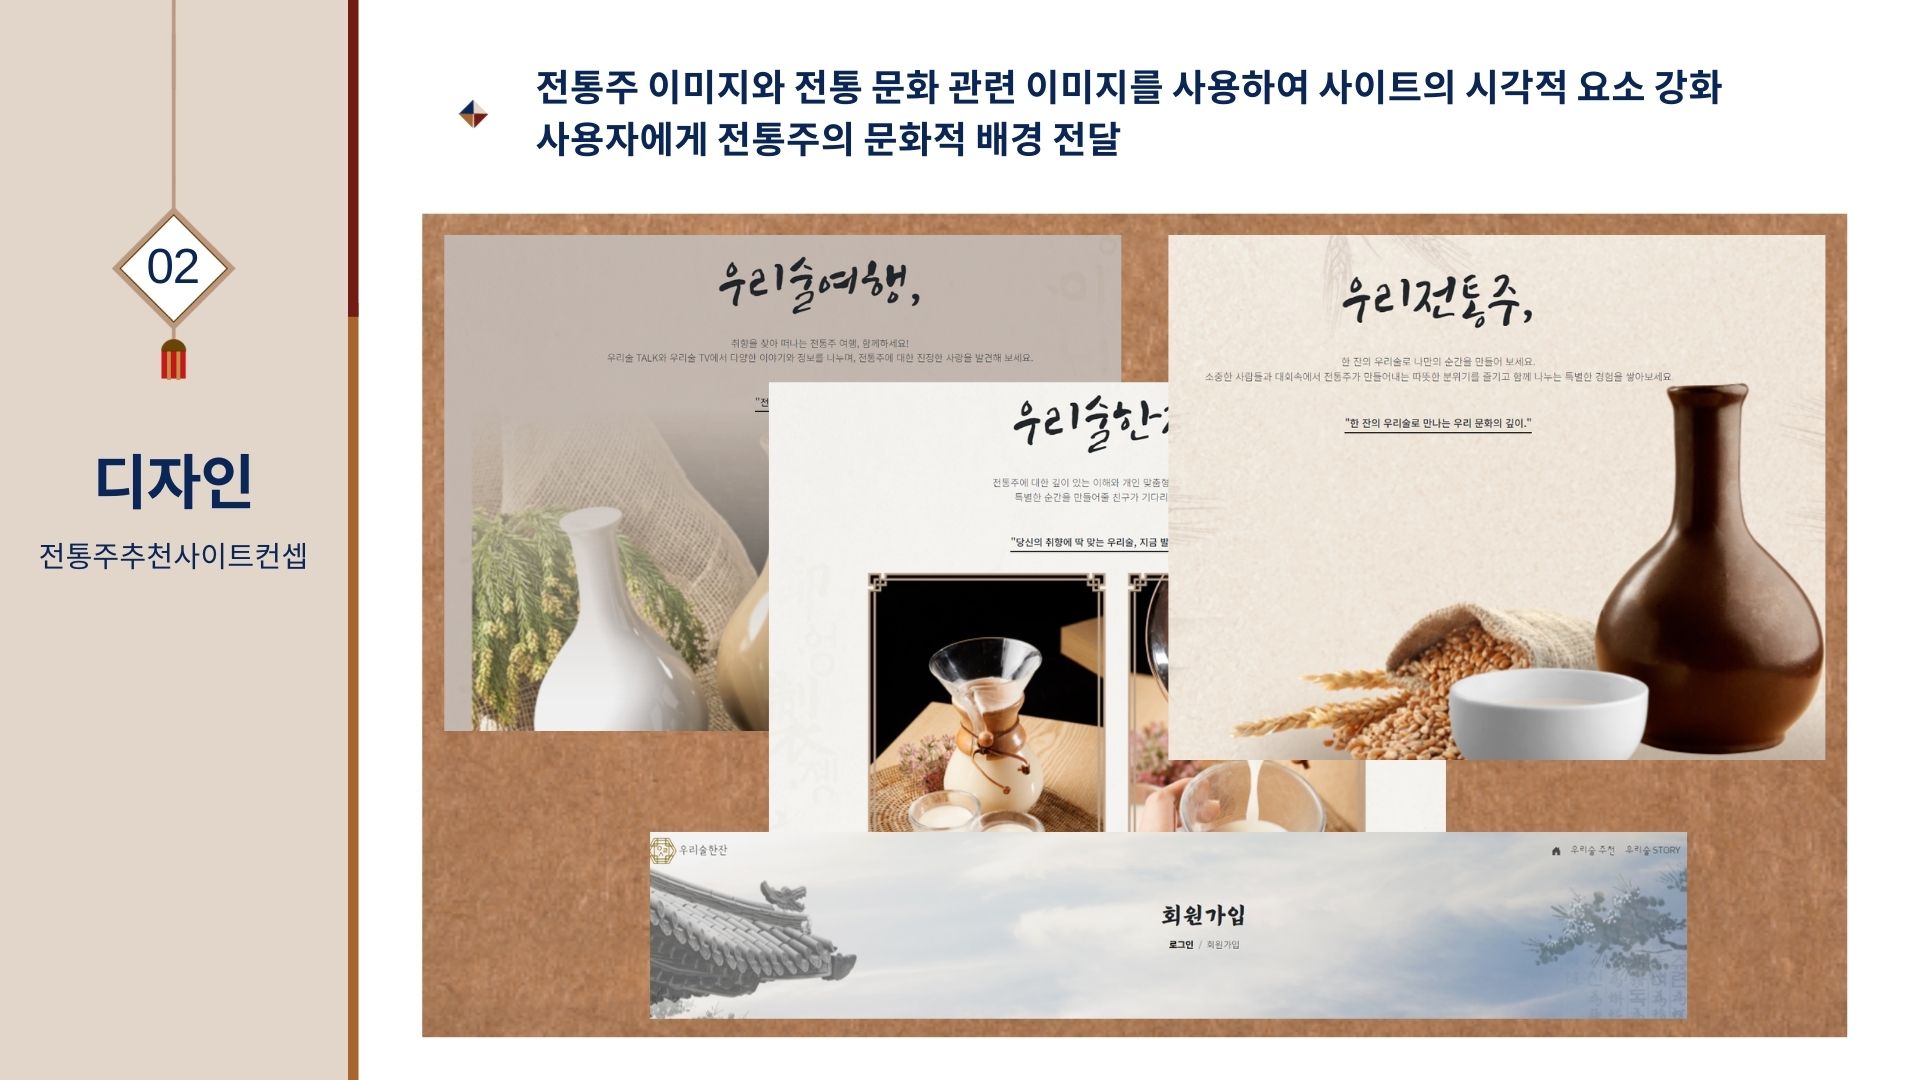 전통주 이미지와 전통 문화 관련 이미지를 사용하여 사이트의 시각적 요소 강화
사용자에게 전통주의 문화적 배경 전달
02
디자인
전통주추천사이트컨셉
우리술여행,
취향을 찾아 떠나는 전통주 여행, 함께하세요!
우리술 TALK와 우리술 TV에서 다양한 이야기와 정보를 나누며, 전통주에 대한 진정한 사랑을 발견해 보세요.
"전
우리술한
전통주에 대한 깊이 있는 이해와 개인 맞춤형
특별한 순간을 만들어줄 친구가 기다리
"당신의 취향에 딱 맞는 우리술, 지금 발
우리전통주,
한 잔의 우리술로 나만의 순간을 만들어 보세요.
소중한 사람들과 대화속에서 전통주가 만들어내는 따뜻한 분위기를 즐기고 함께 나누는 특별한 경험을 쌓아보세요.
"한 잔의 우리술로 만나는 우리 문화의 깊이."
우리술한잔
우리술 추천 우리술 STORY
회원가입
로그인 / 회원가입